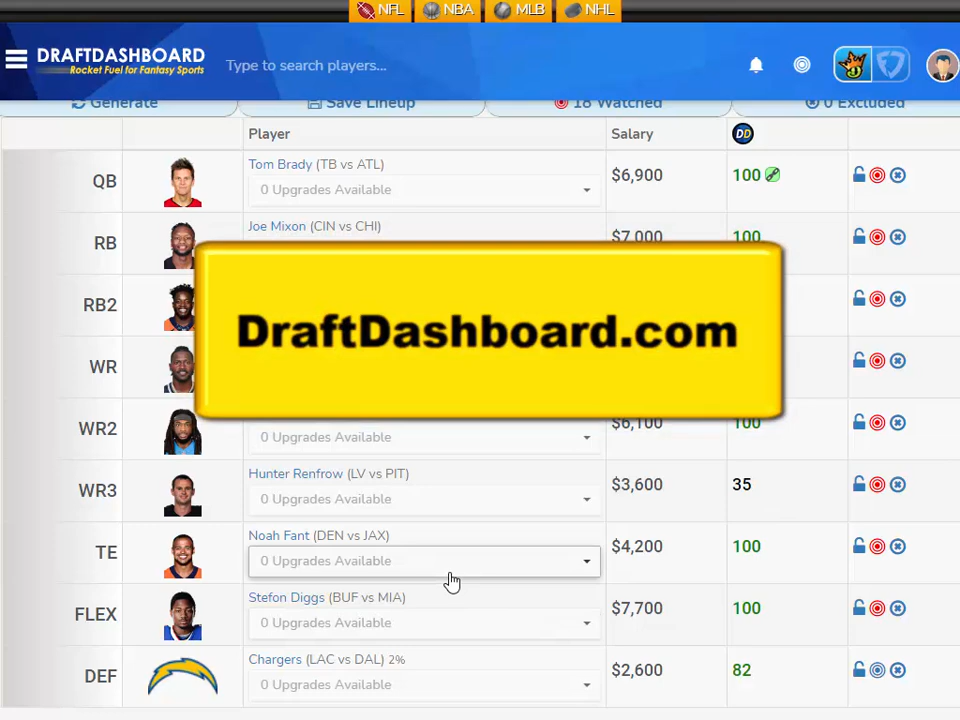 NFL NBA MLB NHL
DRAFTDASHBOARD
Rocket Fuel for Fantasy Sports
Type to search players...
Generate Save Lineup 18 Watched 0 Excluded
Player Salary DD
QB Tom Brady (TB vs ATL) $6,900 100
0 Upgrades Available
RB Joe Mixon (CIN vs CHI) $7,000 100
RB2
DraftDashboard.com
WR
WR2 $6,100 100
0 Upgrades Available
WR3 Hunter Renfrow (LV vs PIT) $3,600 35
0 Upgrades Available
TE Noah Fant (DEN vs JAX) $4,200 100
0 Upgrades Available
FLEX Stefon Diggs (BUF vs MIA) $7,700 100
0 Upgrades Available
DEF Chargers (LAC vs DAL) 2% $2,600 82
0 Upgrades Available